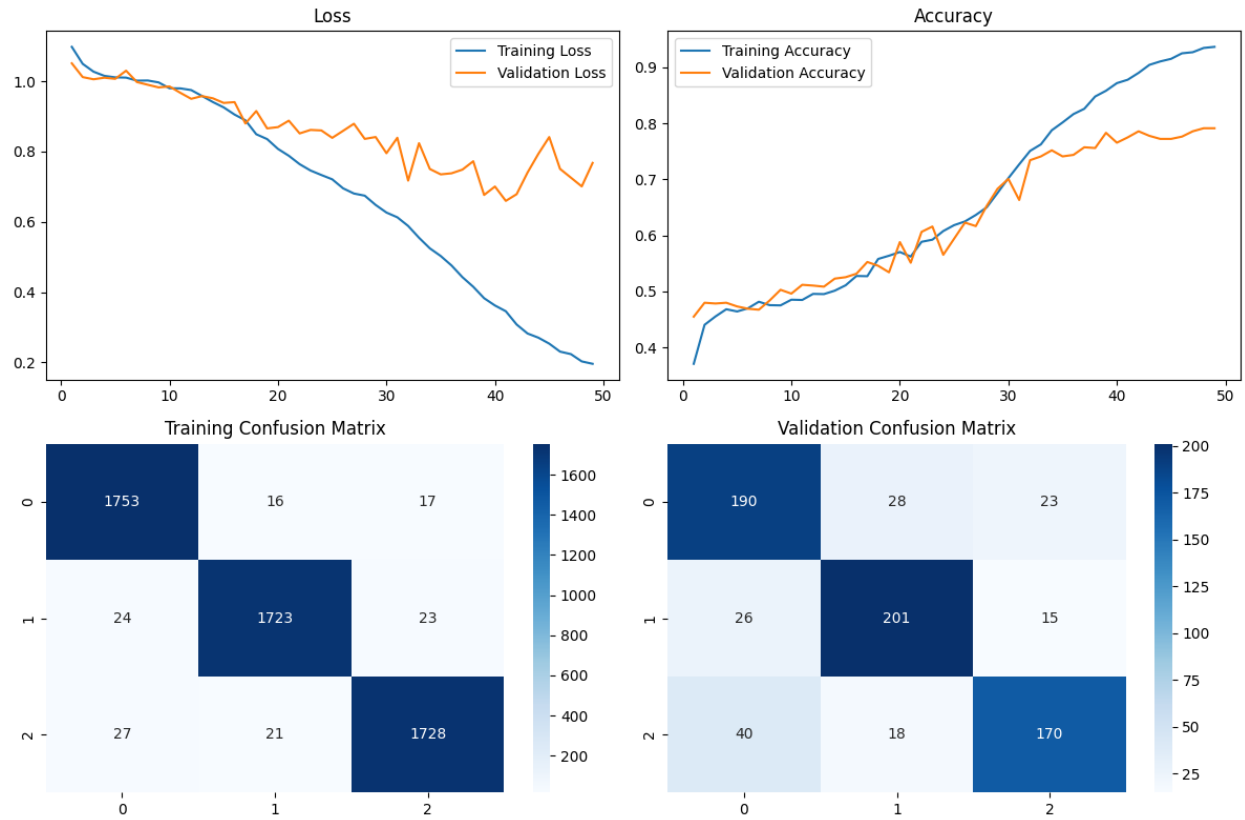 Loss
Training Loss
Validation Loss
1.0
0.8
0.6
0.4
0.2
0 10 20 30 40 50
Accuracy
Training Accuracy
Validation Accuracy
0.9
0.8
0.7
0.6
0.5
0.4
0 10 20 30 40 50
Training Confusion Matrix
0 1753 16 17
1 24 1723 23
2 27 21 1728
0 1 2
1600
1400
1200
1000
800
600
400
200
Validation Confusion Matrix
0 190 28 23
1 26 201 15
2 40 18 170
0 1 2
200
175
150
125
100
75
50
25